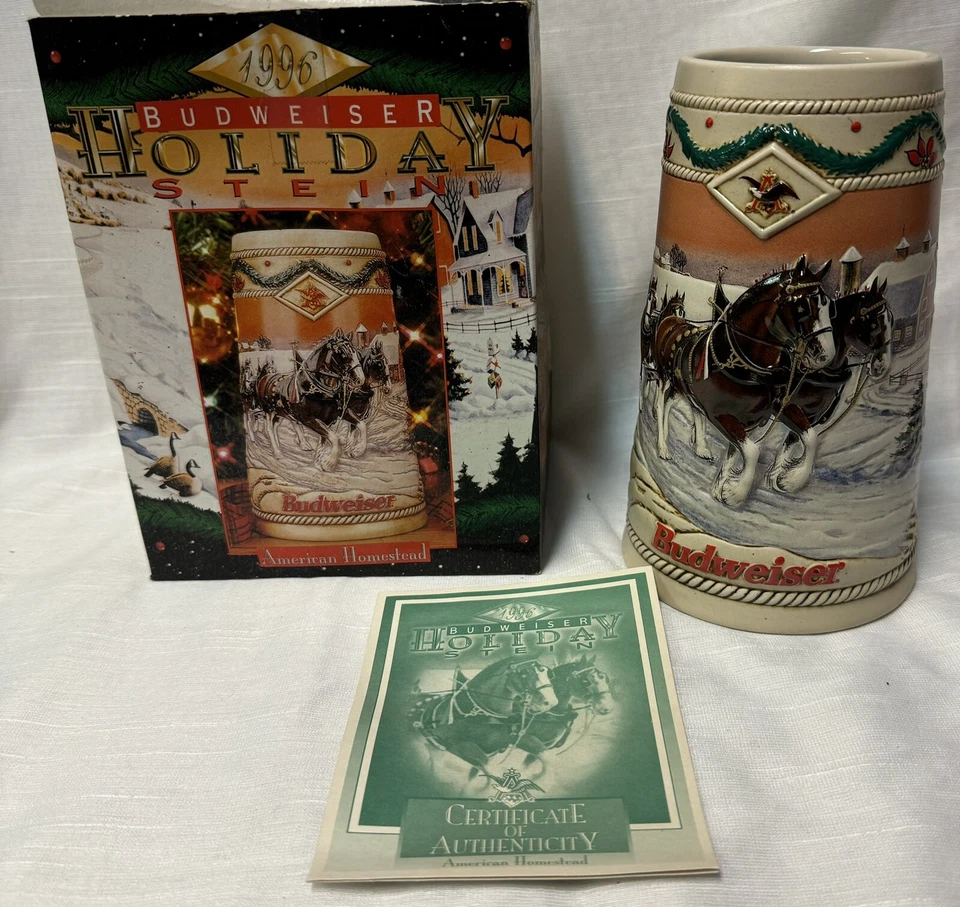 1996
BUDWEISER
HOLIDAY
STEIN
Budweiser
American Homestead
Budweiser
1996
BUDWEISER
HOLIDAY
STEIN
CERTIFICATE
OF
AUTHENTICITY
American Homestead